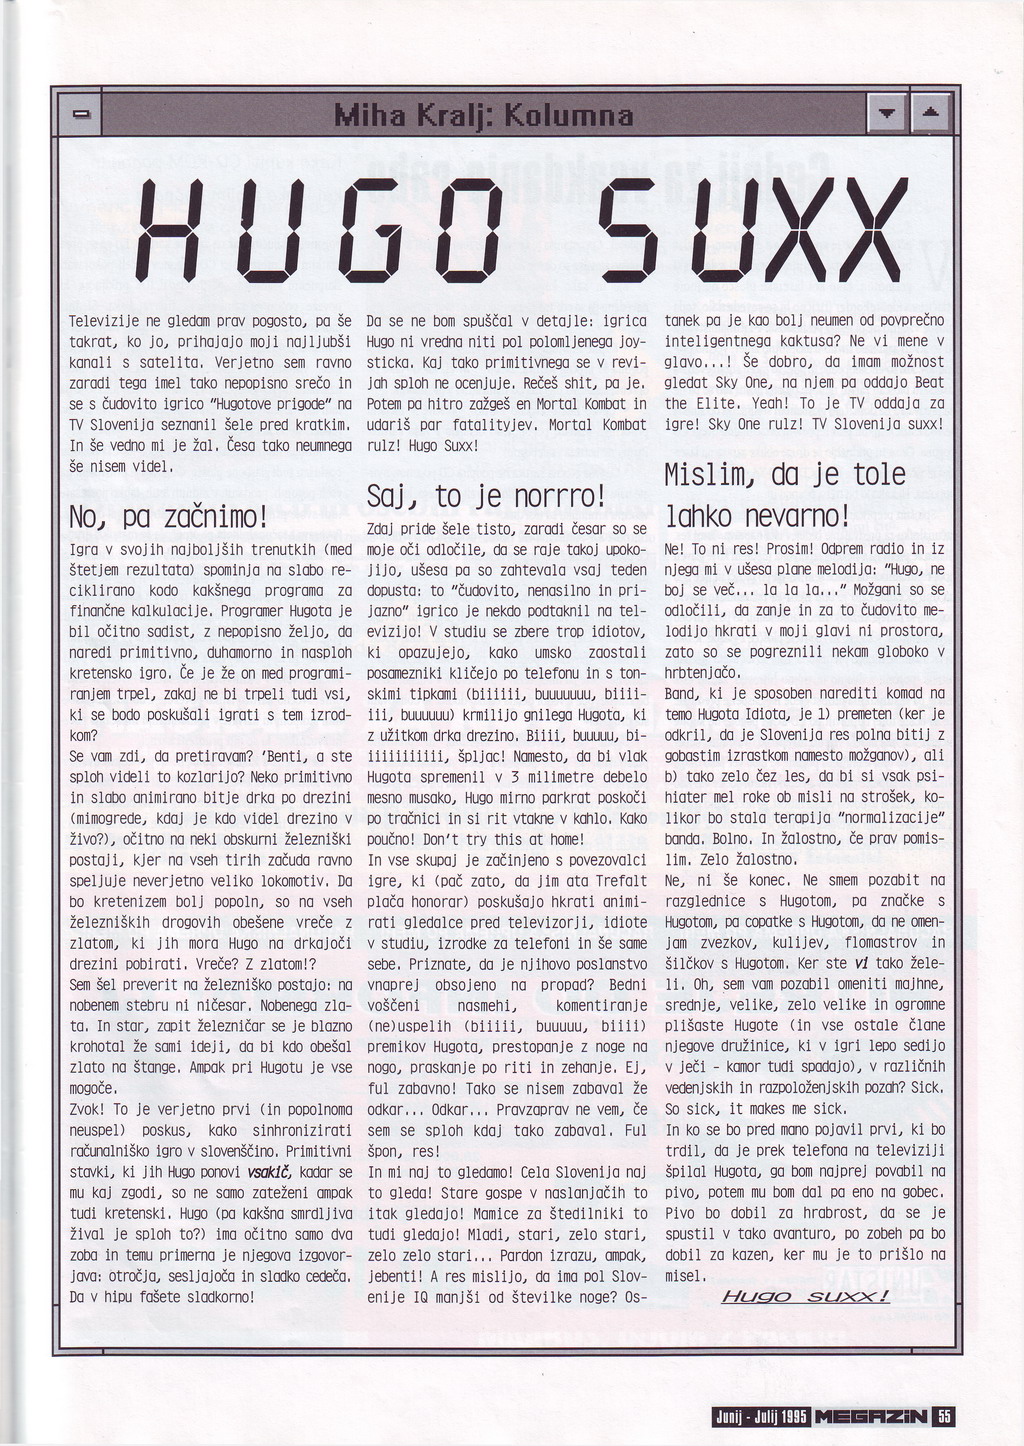 Miha Kralj: Kolumna
HUGO SUXX
Televizije ne gledam prav pogosto, pa še
takrat, ko jo, prihajajo moji najljubši
kanali s satelita. Verjetno sem ravno
zaradi tega imel tako nepopisno srečo in
se s čudovito igrico "Hugotove prigode" na
TV Slovenija seznanil šele pred kratkim.
In še vedno mi je žal. Česa tako neumnega
še nisem videl.
No, pa začnimo!
Igra v svojih najboljših trenutkih (med
štetjem rezultata) spominja na slabo re-
ciklirano kodo kakšnega programa za
finančne kalkulacije. Programer Hugota je
bil očitno sadist, z nepopisno željo, da
naredi primitivno, duhamorno in nasploh
kretensko igro. Če je že on med programi-
ranjem trpel, zakaj ne bi trpeli tudi vsi,
ki se bodo poskušali igrati s tem izrod-
kom?
Se vam zdi, da pretiravam? 'Benti, a ste
sploh videli to kozlarijo? Neko primitivno
in slabo animirano bitje drka po drezini
(mimogrede, kdaj je kdo videl drezino v
živo?), očitno na neki obskurni železniški
postaji, kjer na vseh tirih začuda ravno
speljuje neverjetno veliko lokomotiv. Da
bo kretenizem bolj popoln, so na vseh
železniških drogovih obešene vreče z
zlatom, ki jih mora Hugo na drkajoči
drezini pobirati. Vreče? Z zlatom!?
Sem šel preverit na železniško postajo: na
nobenem stebru ni ničesar. Nobenega zla-
ta. In star, zapit železničar se je blazno
krohotal že sami ideji, da bi kdo obešal
zlato na štange. Ampak pri Hugotu je vse
mogoče.
Zvok! To je verjetno prvi (in popolnoma
neuspel) poskus, kako sinhronizirati
računalniško igro v slovenščino. Primitivni
stavki, ki jih Hugo ponovi vsakič, kadar se
mu kaj zgodi, so ne samo zateženi ampak
tudi kretenski. Hugo (pa kakšna smrdljiva
žival je sploh to?) ima očitno samo dva
zoba in temu primerna je njegova izgovor-
java: otročja, sesljajoča in sladko cedeča.
Da v hipu fašete sladkorno!
Da se ne bom spuščal v detajle: igrica
Hugo ni vredna niti pol polomljenega joy-
sticka. Kaj tako primitivnega se v revi-
jah sploh ne ocenjuje. Rečeš shit, pa je.
Potem pa hitro zažgeš en Mortal Kombat in
udariš par fatalityjev. Mortal Kombat
rulz! Hugo Suxx!
Saj, to je norrro!
Zdaj pride šele tisto, zaradi česar so se
moje oči odločile, da se raje takoj upoko-
jijo, ušesa pa so zahtevala vsaj teden
dopusta: to "čudovito, nenasilno in pri-
jazno" igrico je nekdo podtaknil na tel-
evizijo! V studiu se zbere trop idiotov,
ki opazujejo, kako umsko zaostali
posamezniki kličejo po telefonu in s ton-
skimi tipkami (biiiiii, buuuuuuu, biiii-
iii, buuuuuu) krmilijo gnilega Hugota, ki
z užitkom drka drezino. Biiii, buuuuu, bi-
iiiiiiiiiii, špljac! Namesto, da bi vlak
Hugota spremenil v 3 milimetre debelo
mesno musako, Hugo mirno parkrat poskoči
po tračnici in si rit vtakne v kahlo. Kako
poučno! Don't try this at home!
In vse skupaj je začinjeno s povezovalci
igre, ki (pač zato, da jim ata Trefalt
plača honorar) poskušajo hkrati animi-
rati gledalce pred televizorji, idiote
v studiu, izrodke za telefoni in še same
sebe. Priznate, da je njihovo poslanstvo
vnaprej obsojeno na propad? Bedni
voščeni nasmehi, komentiranje
(ne)uspelih (biiiii, buuuuu, biiii)
premikov Hugota, prestopanje z noge na
nogo, praskanje po riti in zehanje. Ej,
ful zabavno! Tako se nisem zabaval že
odkar... Odkar... Pravzaprav ne vem, če
sem se sploh kdaj tako zabaval. Ful
špon, res!
In mi naj to gledamo! Cela Slovenija naj
to gleda! Stare gospe v naslanjačih to
itak gledajo! Mamice za štedilniki to
tudi gledajo! Mladi, stari, zelo stari,
zelo zelo stari... Pardon izrazu, ampak,
jebenti! A res mislijo, da ima pol Slov-
enije IQ manjši od številke noge? Os-
tanek pa je kao bolj neumen od povprečno
inteligentnega kaktusa? Ne vi mene v
glavo...! Še dobro, da imam možnost
gledat Sky One, na njem pa oddajo Beat
the Elite. Yeah! To je TV oddaja za
igre! Sky One rulz! TV Slovenija suxx!
Mislim, da je tole
lahko nevarno!
Ne! To ni res! Prosim! Odprem radio in iz
njega mi v ušesa plane melodija: "Hugo, ne
boj se več... la la la..." Možgani so se
odločili, da zanje in za to čudovito me-
lodijo hkrati v moji glavi ni prostora,
zato so se pogreznili nekam globoko v
hrbtenjačo.
Band, ki je sposoben narediti komad na
temo Hugota Idiota, je 1) premeten (ker je
odkril, da je Slovenija res polna bitij z
gobastim izrastkom namesto možganov), ali
b) tako zelo čez les, da bi si vsak psi-
hiater mel roke ob misli na strošek, ko-
likor bo stala terapija "normalizacije"
banda. Bolno. In žalostno, če prav pomis-
lim. Zelo žalostno.
Ne, ni še konec. Ne smem pozabit na
razglednice s Hugotom, pa značke s
Hugotom, pa copatke s Hugotom, da ne omen-
jam zvezkov, kulijev, flomastrov in
šilčkov s Hugotom. Ker ste vi tako žele-
li. Oh, sem vam pozabil omeniti majhne,
srednje, velike, zelo velike in ogromne
plišaste Hugote (in vse ostale člane
njegove družinice, ki v igri lepo sedijo
v ječi - kamor tudi spadajo), v različnih
vedenjskih in razpoloženjskih pozah? Sick.
So sick, it makes me sick.
In ko se bo pred mano pojavil prvi, ki bo
trdil, da je prek telefona na televiziji
špilal Hugota, ga bom najprej povabil na
pivo, potem mu bom dal pa eno na gobec.
Pivo bo dobil za hrabrost, da se je
spustil v tako avanturo, po zobeh pa bo
dobil za kazen, ker mu je to prišlo na
misel.
Hugo suxx!
Junij - Julij 1995 MEGAZIN 55